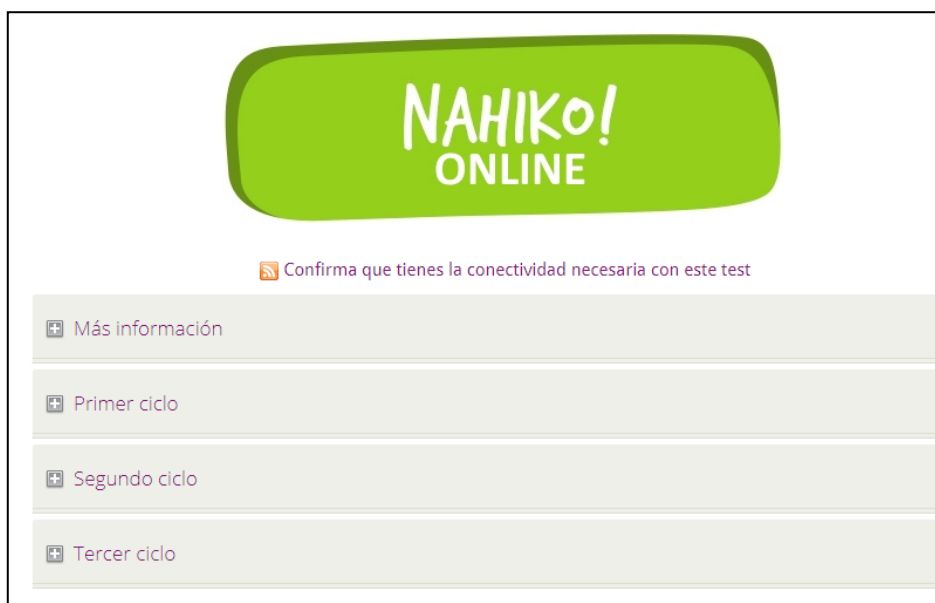 NAHIKO!
ONLINE
Confirma que tienes la conectividad necesaria con este test
Más información
Primer ciclo
Segundo ciclo
Tercer ciclo